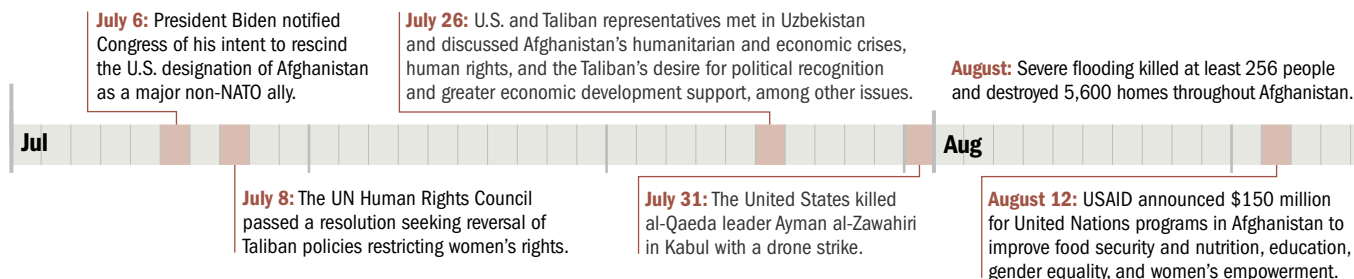 July 6: President Biden notified
Congress of his intent to rescind
the U.S. designation of Afghanistan
as a major non-NATO ally.
July 26: U.S. and Taliban representatives met in Uzbekistan
and discussed Afghanistan’s humanitarian and economic crises,
human rights, and the Taliban’s desire for political recognition
and greater economic development support, among other issues.
August: Severe flooding killed at least 256 people
and destroyed 5,600 homes throughout Afghanistan.
Jul
Aug
July 8: The UN Human Rights Council
passed a resolution seeking reversal of
Taliban policies restricting women’s rights.
July 31: The United States killed
al-Qaeda leader Ayman al-Zawahiri
in Kabul with a drone strike.
August 12: USAID announced $150 million
for United Nations programs in Afghanistan to
improve food security and nutrition, education,
gender equality, and women’s empowerment.